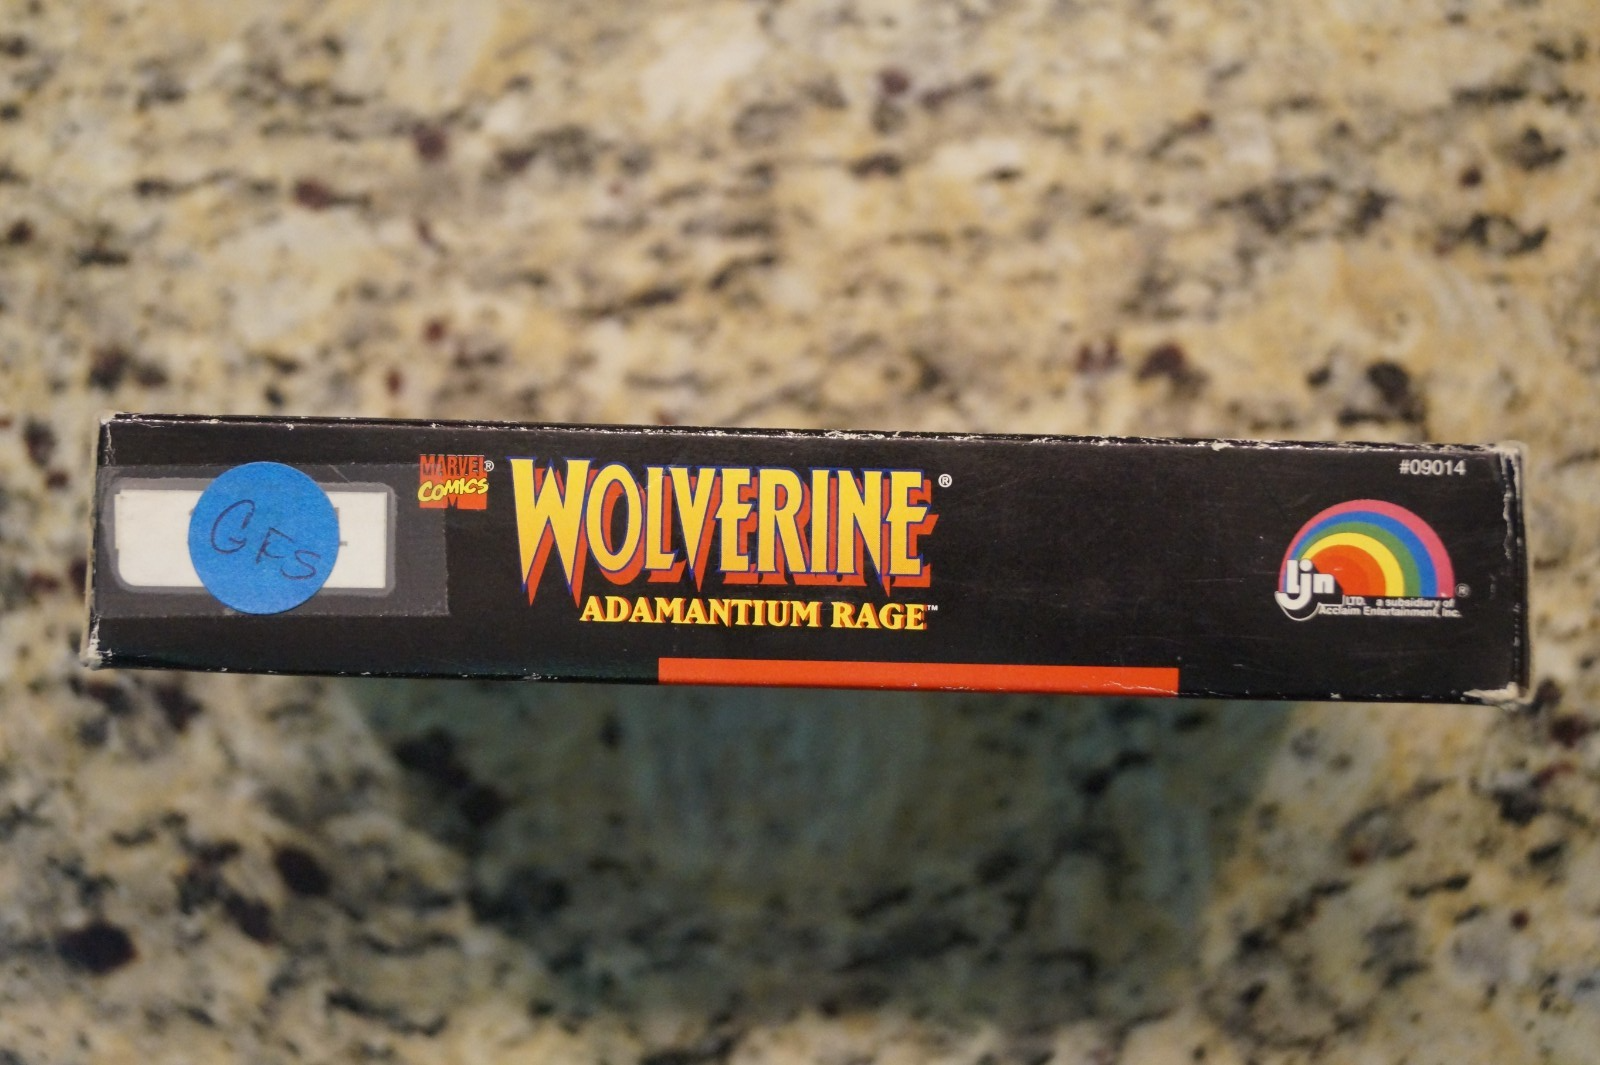 GFS
MARVEL®
COMICS
WOLVERINE®
ADAMANTIUM RAGE™
#09014
ljn ®
LTD. a subsidiary of
Acclaim Entertainment, Inc.